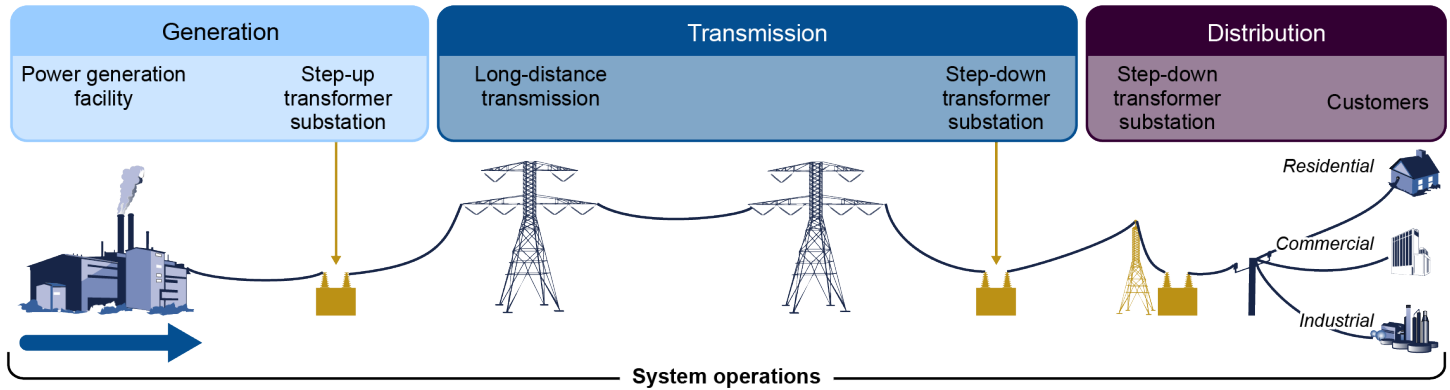 Generation
Power generation
facility
Step-up
transformer
substation
Transmission
Long-distance
transmission
Step-down
transformer
substation
Distribution
Step-down
transformer
substation
Customers
Residential
Commercial
Industrial
System operations